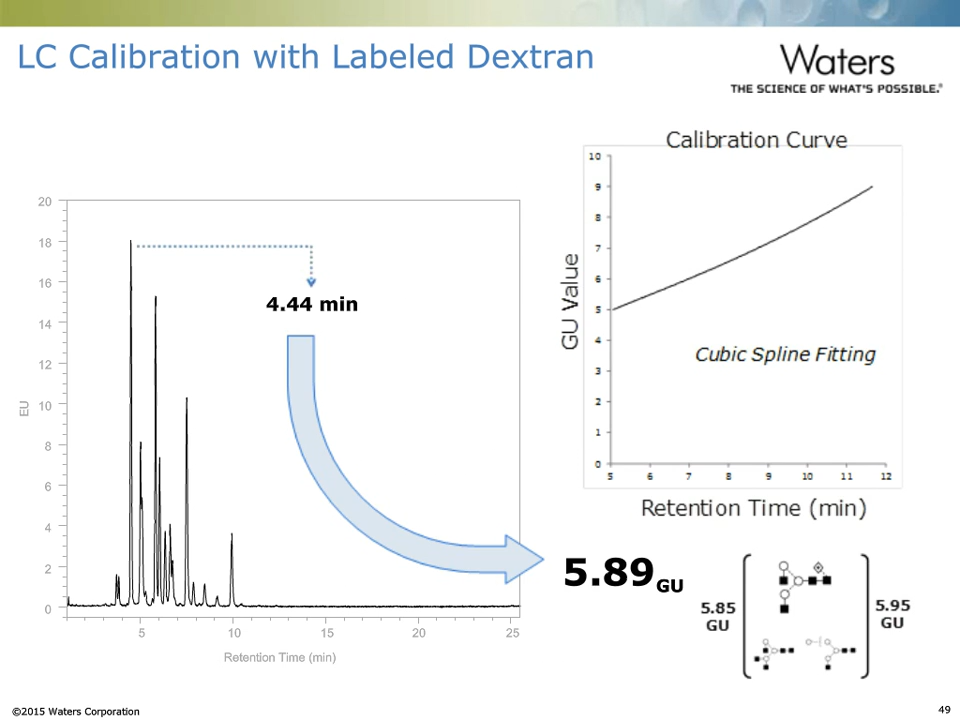 LC Calibration with Labeled Dextran
Waters
THE SCIENCE OF WHAT'S POSSIBLE.®
20
18
16
14
12
10
8
6
4
2
0
EU
5
10
15
20
25
Retention Time (min)
4.44 min
Calibration Curve
10
9
8
7
6
5
4
3
2
1
0
GU Value
Cubic Spline Fitting
5
6
7
8
9
10
11
12
Retention Time (min)
5.89GU
5.85
GU
5.95
GU
©2015 Waters Corporation
49